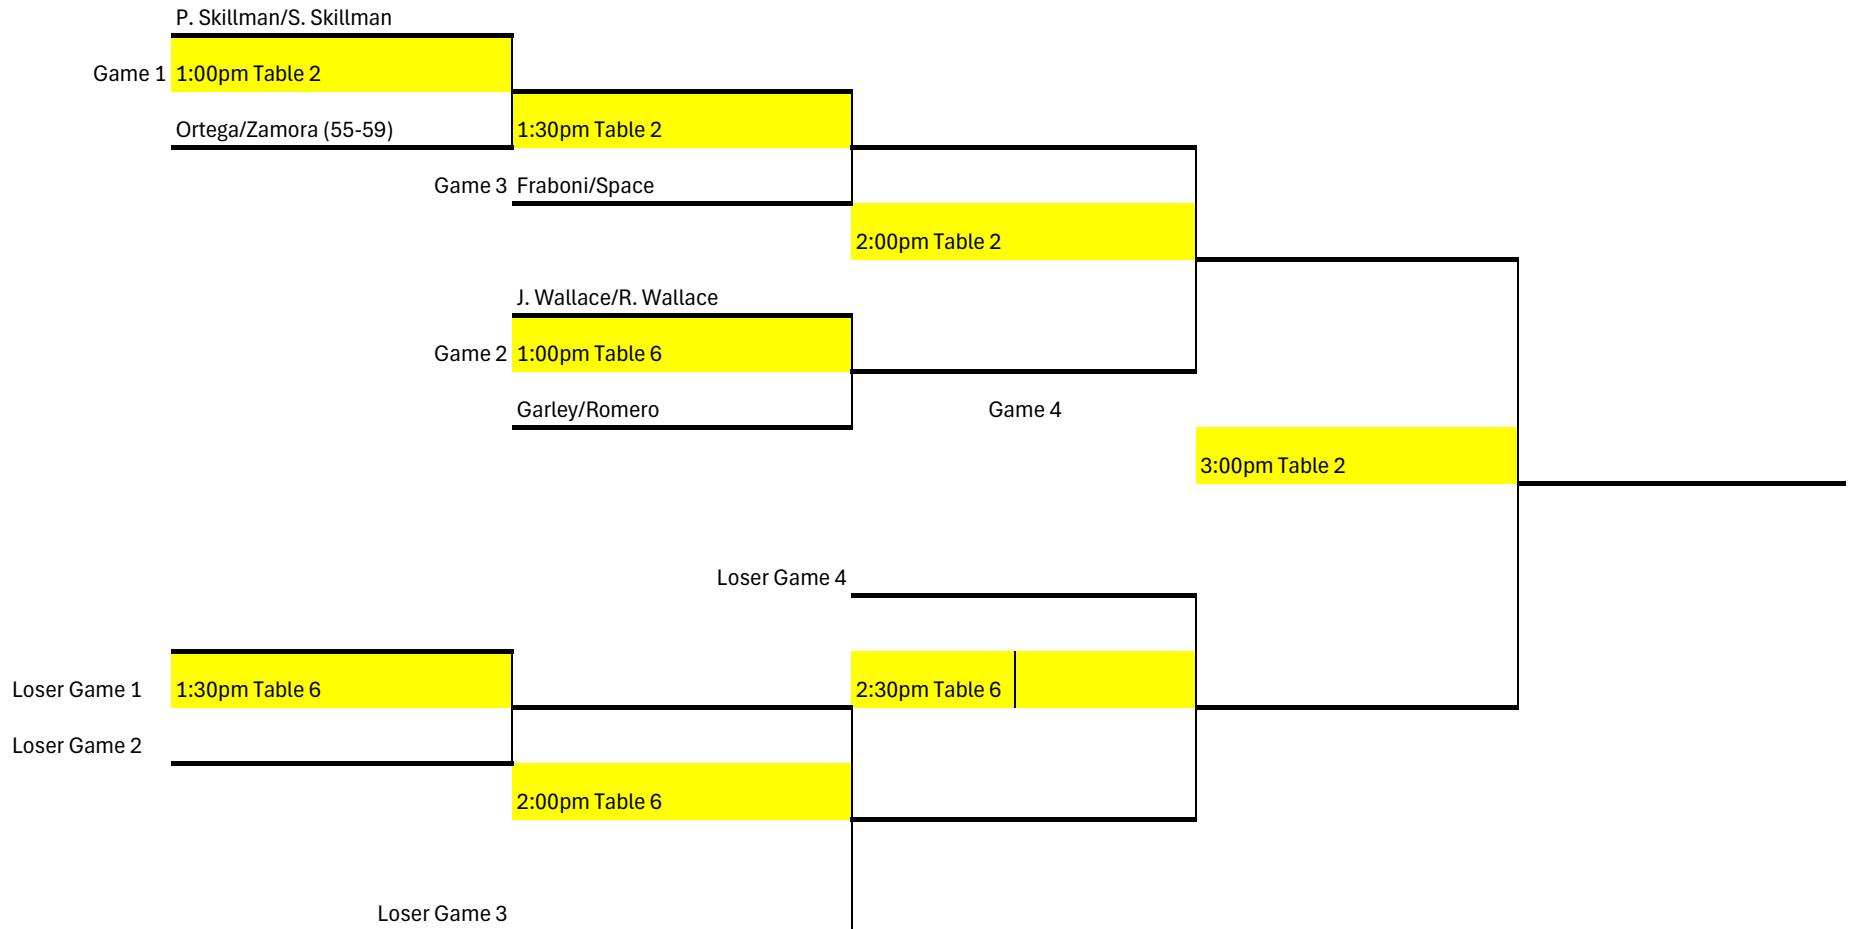 P. Skillman/S. Skillman
Game 1 1:00pm Table 2
Ortega/Zamora (55-59) 1:30pm Table 2
Game 3 Fraboni/Space
2:00pm Table 2
J. Wallace/R. Wallace
Game 2 1:00pm Table 6
Garley/Romero Game 4
3:00pm Table 2
Loser Game 4
Loser Game 1 1:30pm Table 6 2:30pm Table 6
Loser Game 2
2:00pm Table 6
Loser Game 3